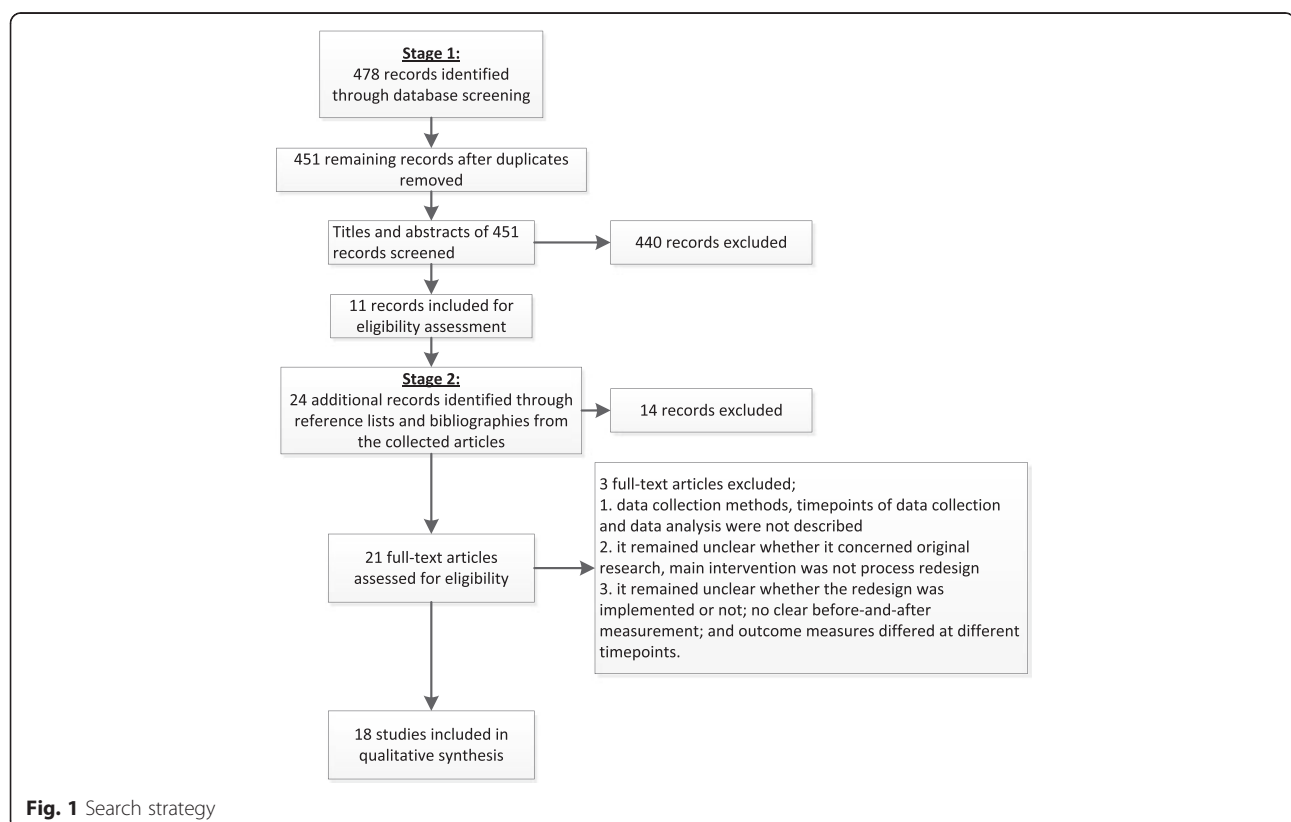 Stage 1:
478 records identified
through database screening
451 remaining records after duplicates
removed
Titles and abstracts of 451
records screened
440 records excluded
11 records included for
eligibility assessment
Stage 2:
24 additional records identified through
reference lists and bibliographies from
the collected articles
14 records excluded
21 full-text articles
assessed for eligibility
3 full-text articles excluded;
1. data collection methods, timepoints of data collection
and data analysis were not described
2. it remained unclear whether it concerned original
research, main intervention was not process redesign
3. it remained unclear whether the redesign was
implemented or not; no clear before-and-after
measurement; and outcome measures differed at different
timepoints.
18 studies included in
qualitative synthesis
Fig. 1 Search strategy